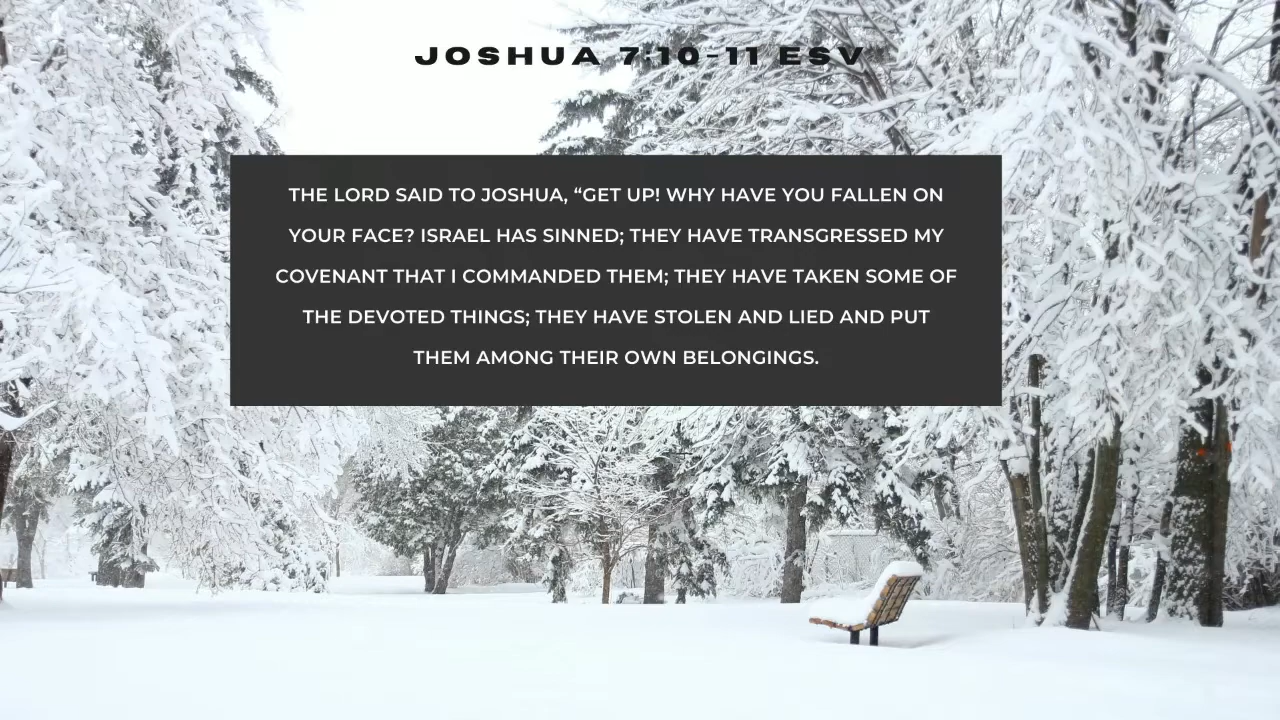 JOSHUA 7:10-11 ESV
THE LORD SAID TO JOSHUA, “GET UP! WHY HAVE YOU FALLEN ON
YOUR FACE? ISRAEL HAS SINNED; THEY HAVE TRANSGRESSED MY
COVENANT THAT I COMMANDED THEM; THEY HAVE TAKEN SOME OF
THE DEVOTED THINGS; THEY HAVE STOLEN AND LIED AND PUT
THEM AMONG THEIR OWN BELONGINGS.